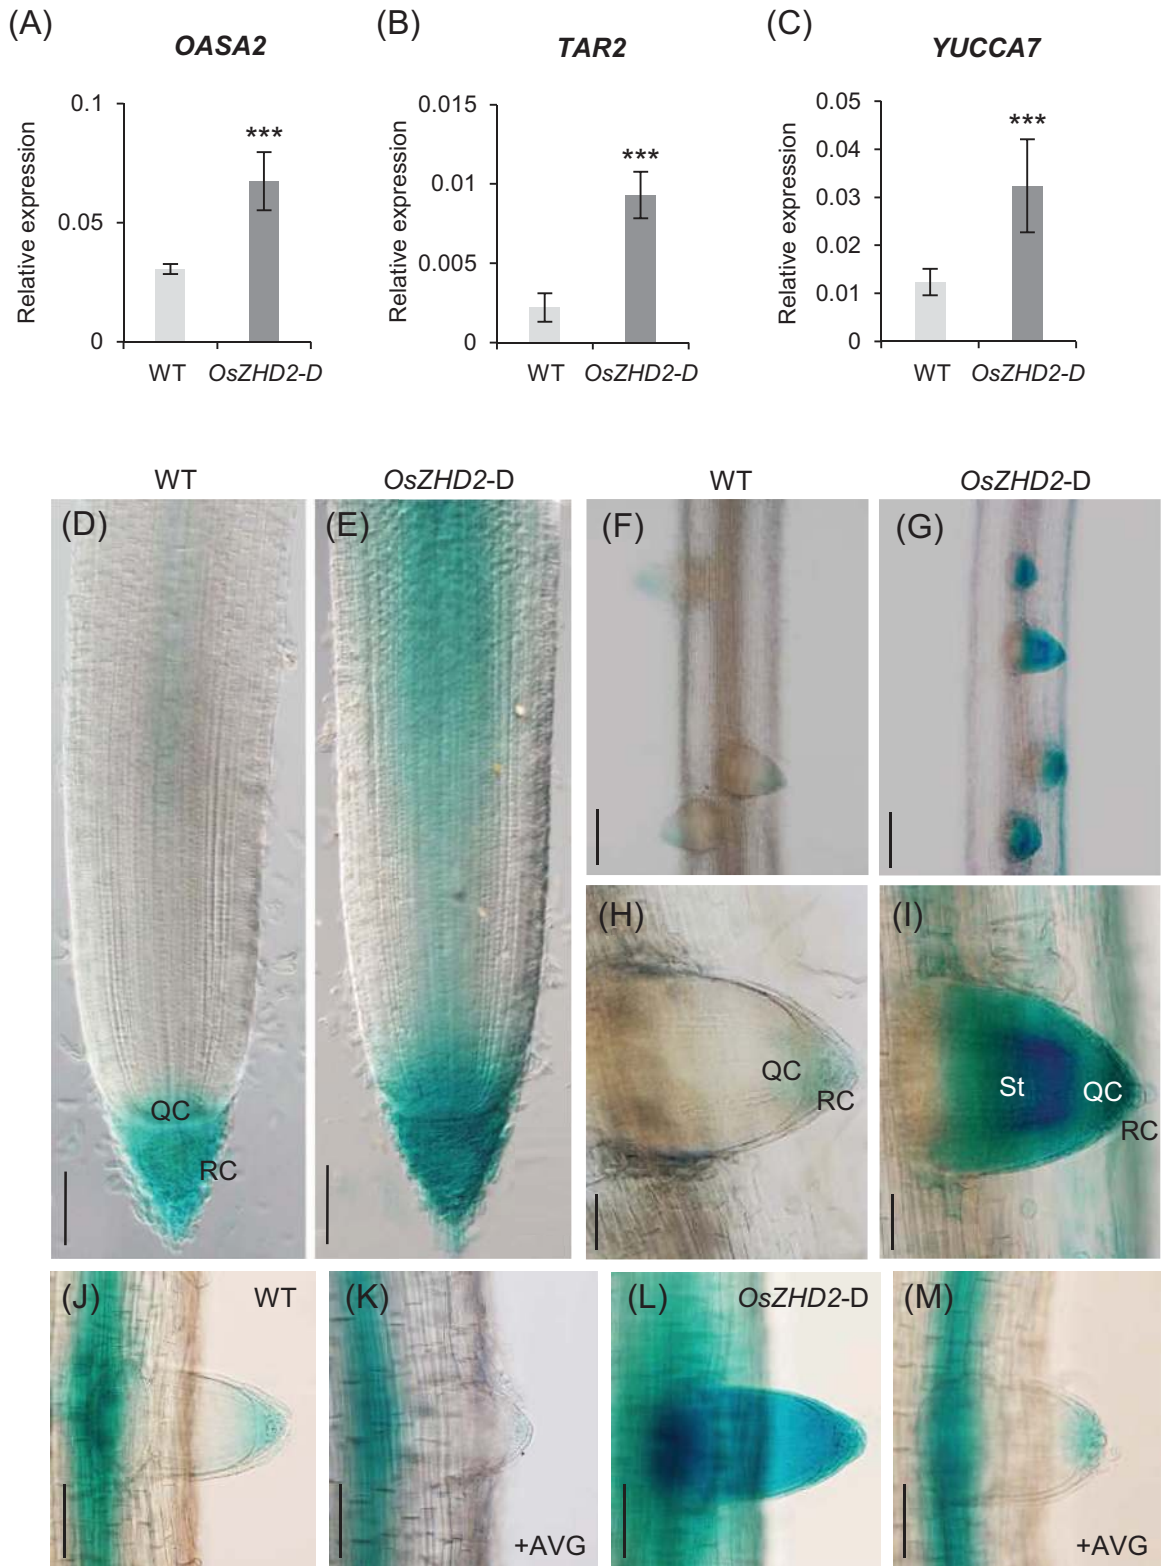 (A) (B) (C)
OASA2 TAR2 YUCCA7
Relative expression
0.1
0.05
0
***
WT OsZHD2-D
Relative expression
0.015
0.01
0.005
0
***
WT OsZHD2-D
Relative expression
0.05
0.04
0.03
0.02
0.01
0
***
WT OsZHD2-D
WT OsZHD2-D WT OsZHD2-D
(D) (E) (F) (G)
QC
RC
(H) (I)
QC
RC
St QC
RC
(J) WT (K) (L) OsZHD2-D (M)
+AVG +AVG